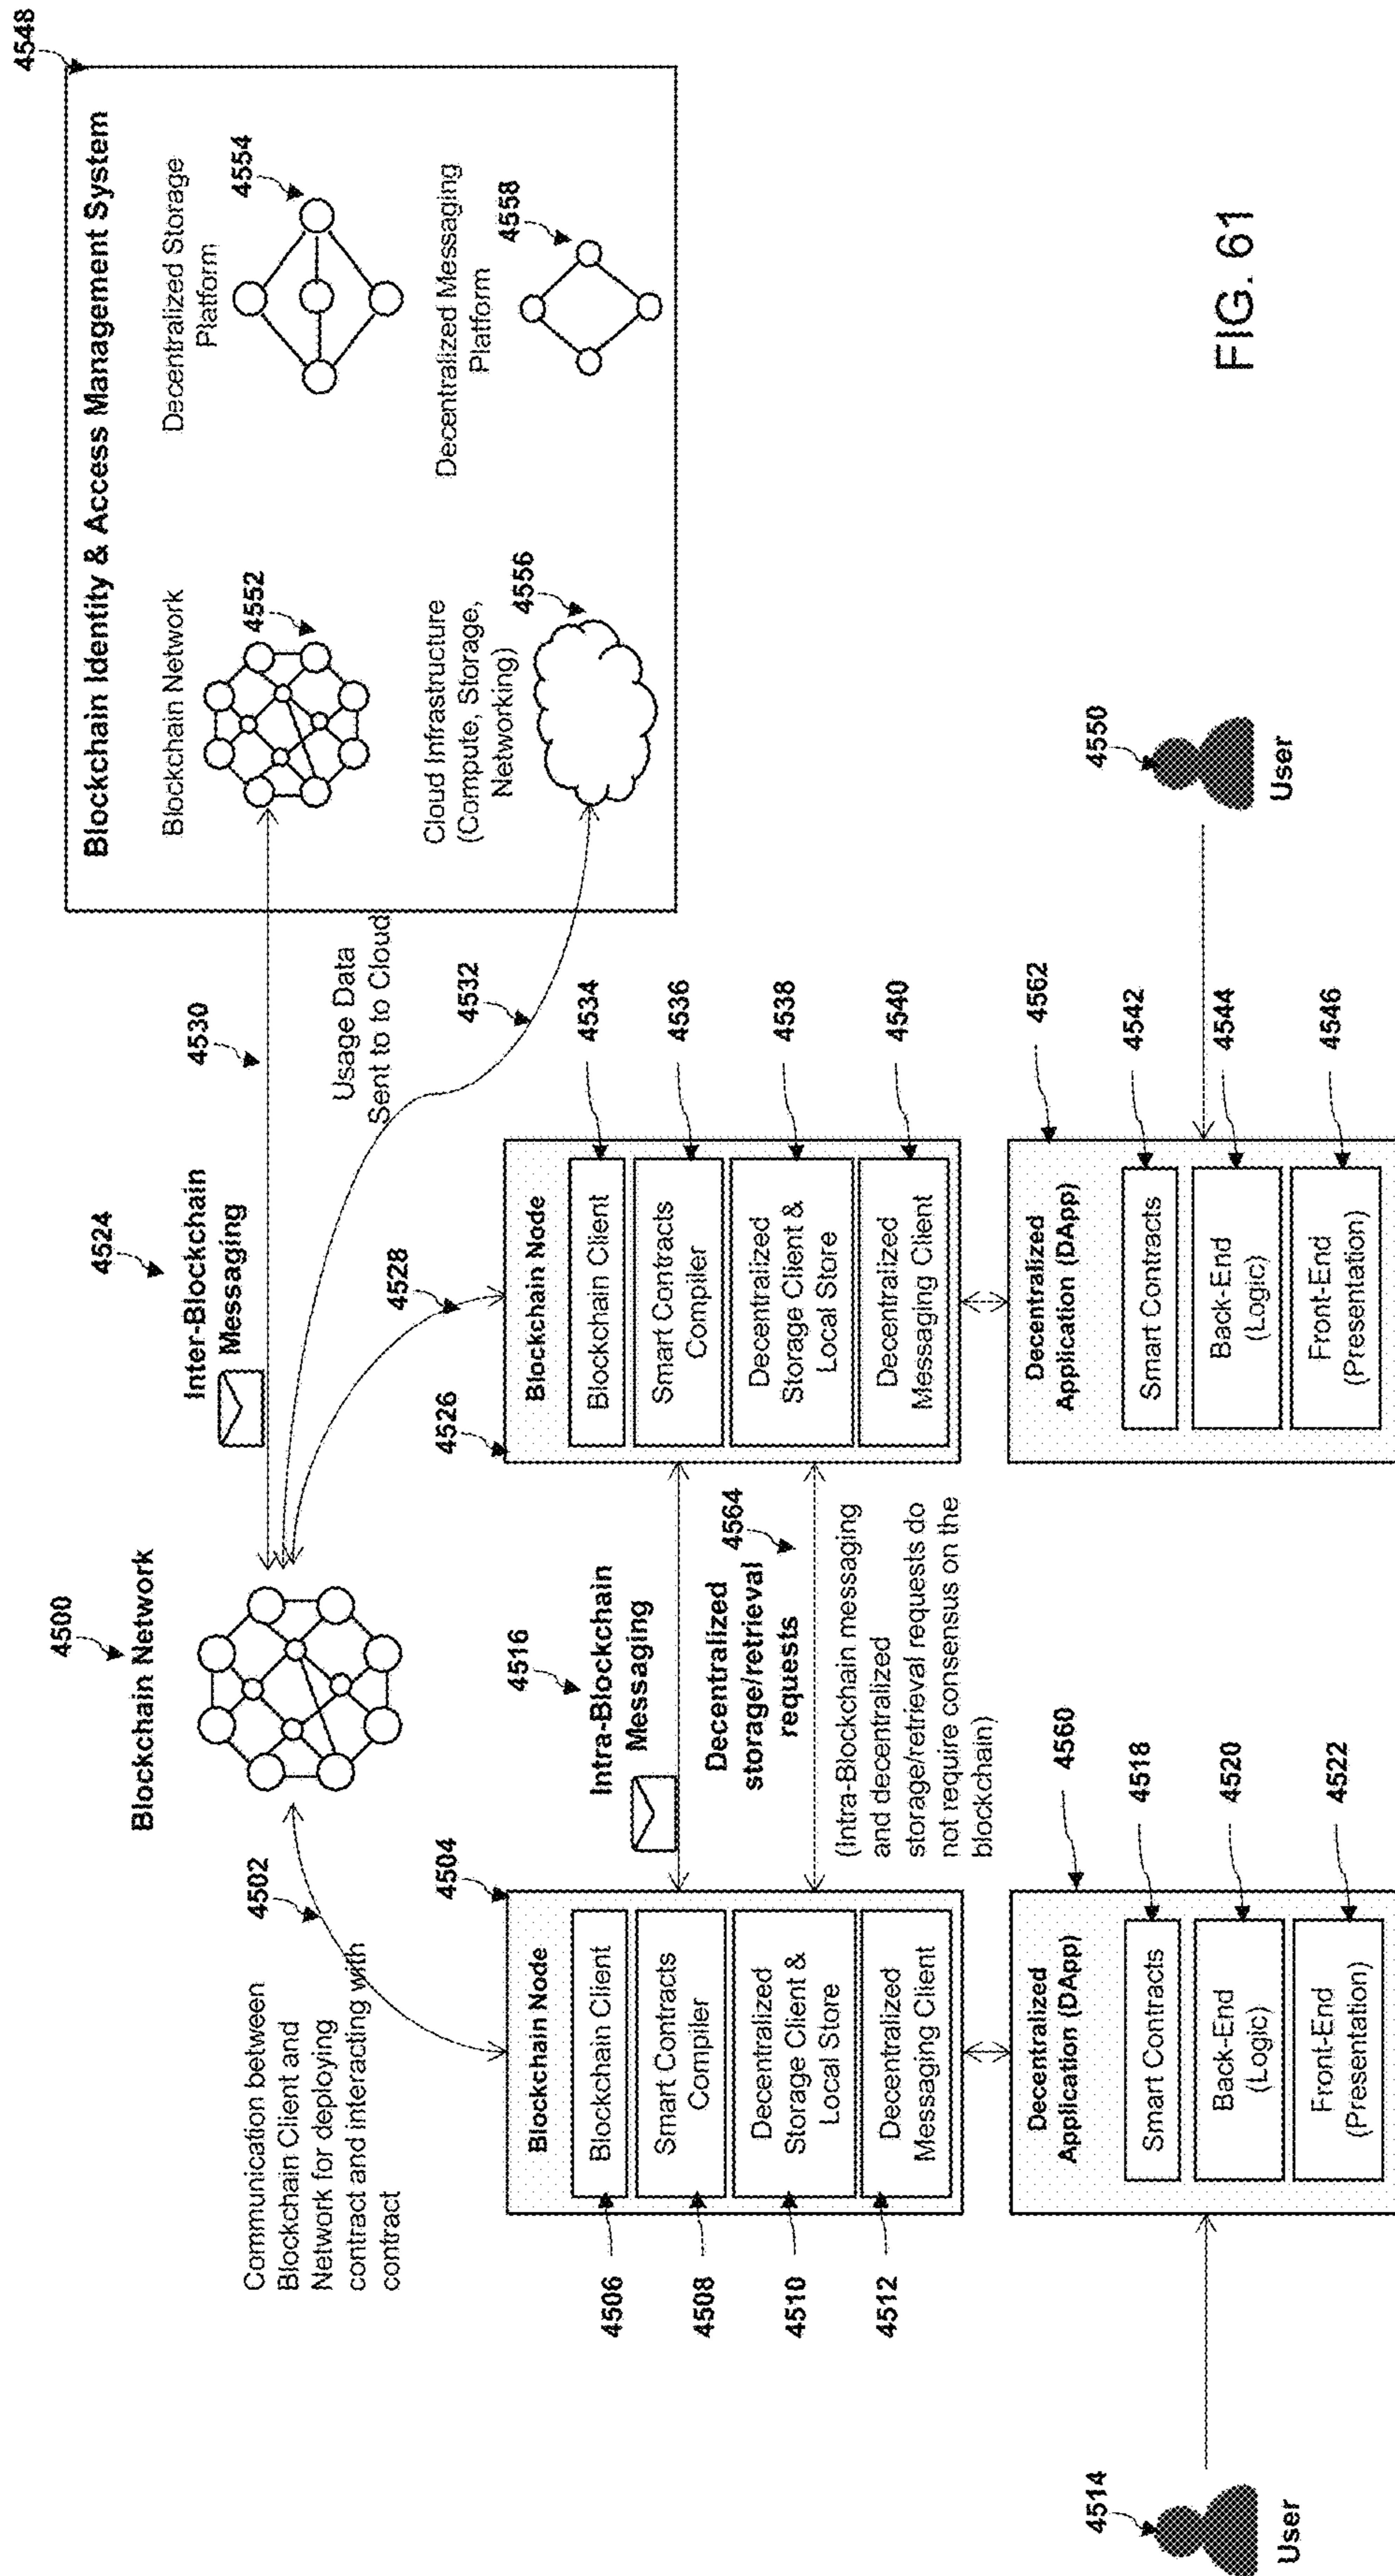 4500
Blockchain Network
4502
Communication between
Blockchain Client and
Network for deploying
contract and interacting with
contract
4524
Inter-Blockchain
Messaging
4530
Usage Data
Sent to to Cloud
4532
4528
4548
Blockchain Identity & Access Management System
Blockchain Network
4552
Decentralized Storage
Platform
4554
Cloud Infrastructure
(Compute, Storage,
Networking)
4556
Decentralized Messaging
Platform
4558
4504
Blockchain Node
Blockchain Client
Smart Contracts
Compiler
Decentralized
Storage Client &
Local Store
Decentralized
Messaging Client
4506
4508
4510
4512
4516
Intra-Blockchain
Messaging
Decentralized
storage/retrieval
requests
4564
(Intra-Blockchain messaging
and decentralized
storage/retrieval requests do
not require consensus on the
blockchain)
4526
Blockchain Node
Blockchain Client
Smart Contracts
Compiler
Decentralized
Storage Client &
Local Store
Decentralized
Messaging Client
4534
4536
4538
4540
4514
User
4560
Decentralized
Application (DApp)
Smart Contracts
Back-End
(Logic)
Front-End
(Presentation)
4518
4520
4522
4562
Decentralized
Application (DApp)
Smart Contracts
Back-End
(Logic)
Front-End
(Presentation)
4542
4544
4546
4550
User
FIG. 61